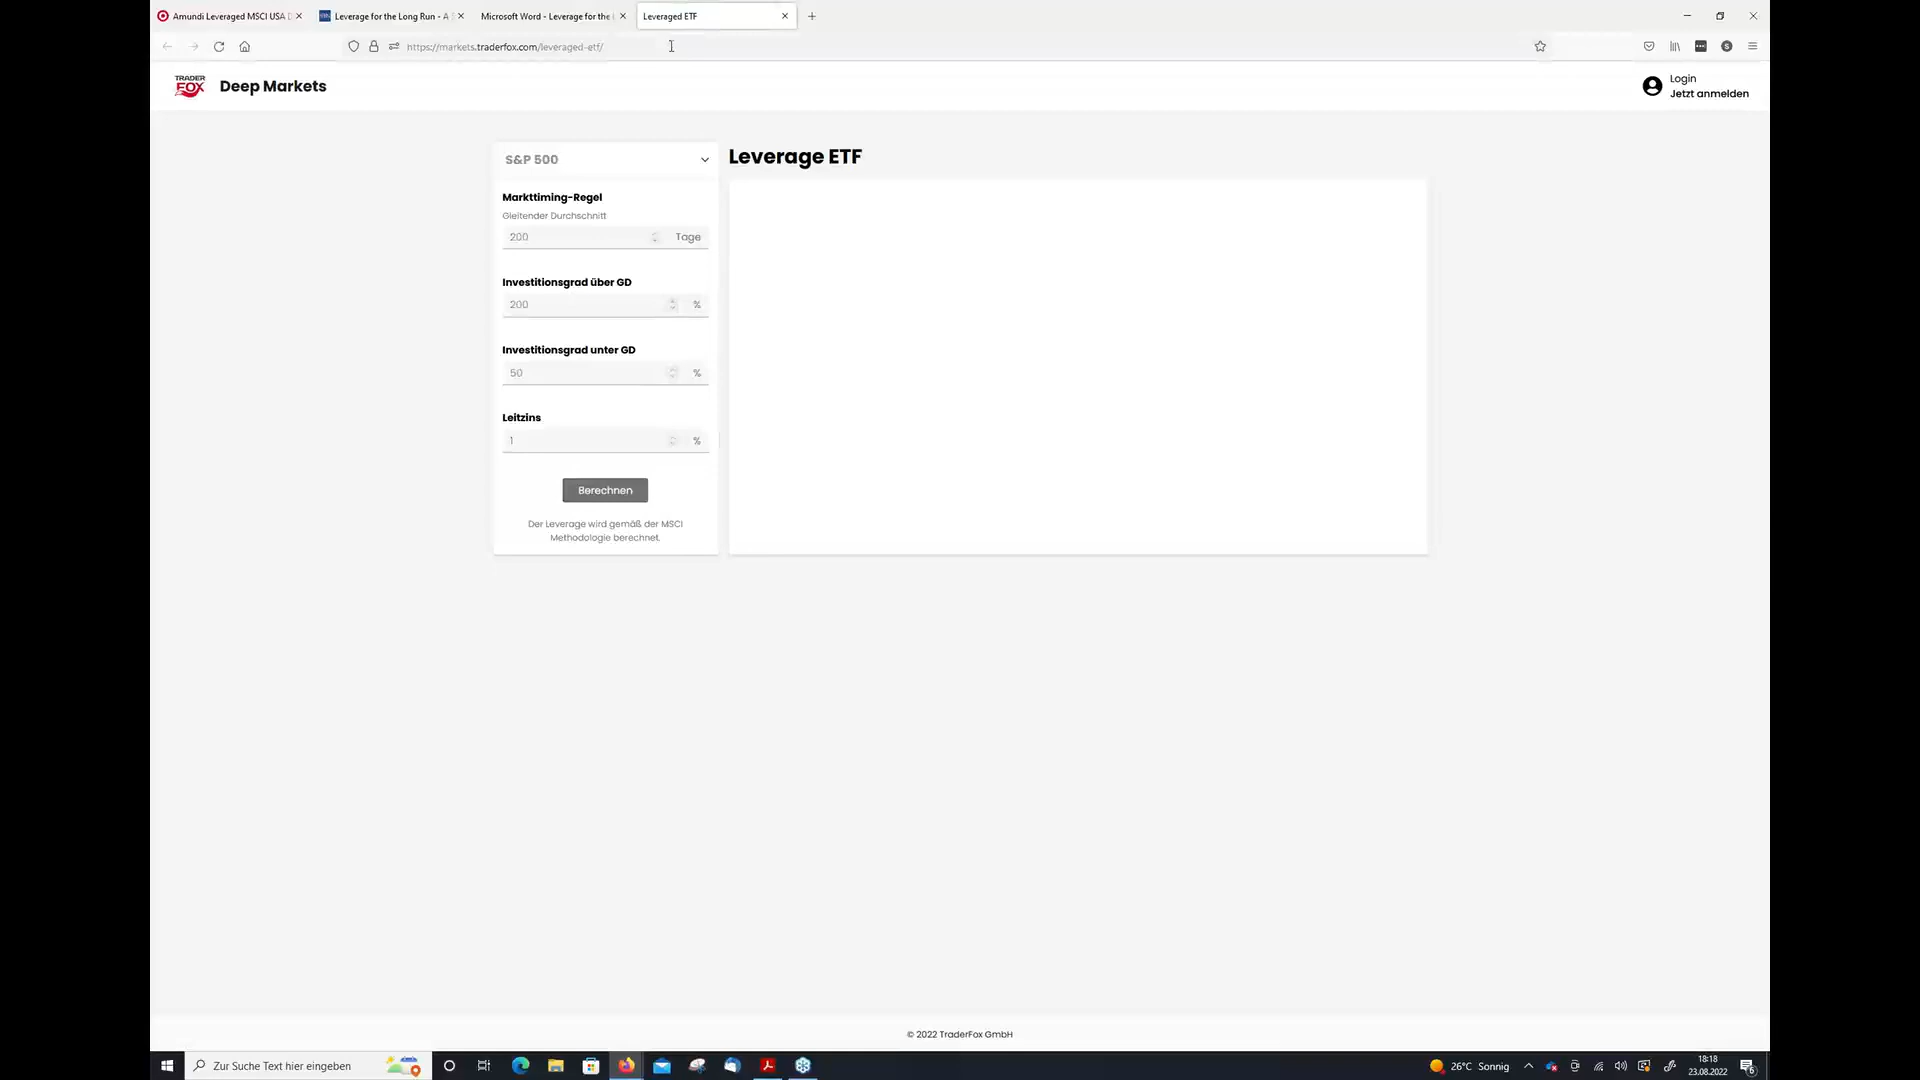 Amundi Leveraged MSCI USA D
Leverage for the Long Run - A S
Microsoft Word - Leverage for the L
Leveraged ETF
https://markets.traderfox.com/leveraged-etf/
TRADER
FOX
Deep Markets
Login
Jetzt anmelden
S&P 500
Leverage ETF
Markttiming-Regel
Gleitender Durchschnitt
200
Tage
Investitionsgrad über GD
200
%
Investitionsgrad unter GD
50
%
Leitzins
1
%
Berechnen
Der Leverage wird gemäß der MSCI
Methodologie berechnet.
© 2022 TraderFox GmbH
Zur Suche Text hier eingeben
26°C Sonnig
18:18
23.08.2022